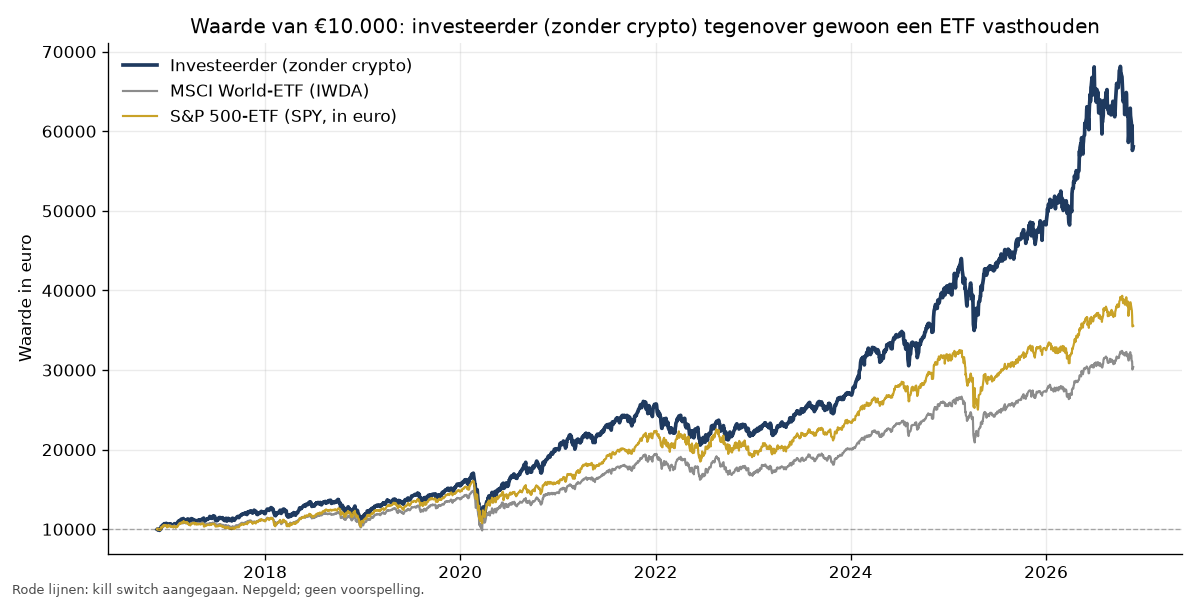 Waarde van €10.000: investeerder (zonder crypto) tegenover gewoon een ETF vasthouden
Investeerder (zonder crypto)
MSCI World-ETF (IWDA)
S&P 500-ETF (SPY, in euro)
Waarde in euro
70000
60000
50000
40000
30000
20000
10000
2018
2020
2022
2024
2026
Rode lijnen: kill switch aangegaan. Nepgeld; geen voorspelling.